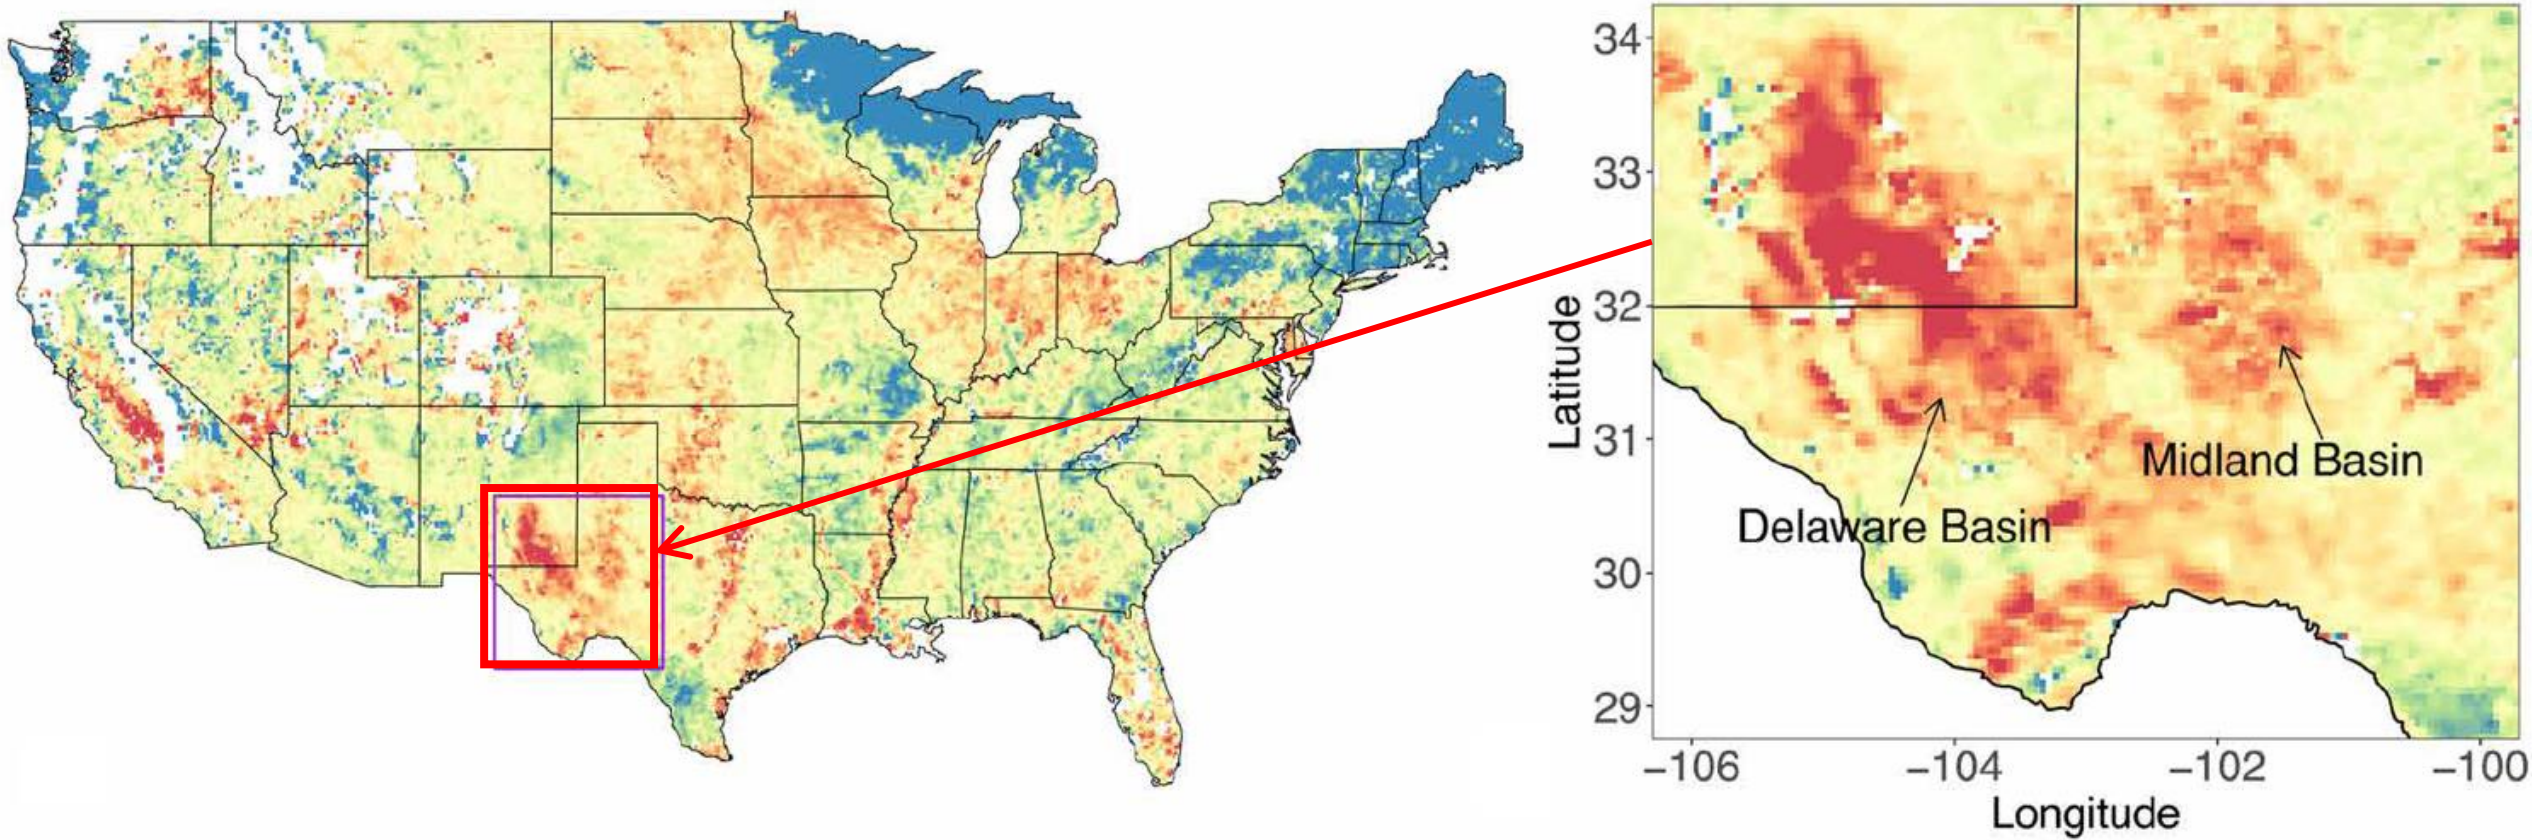 34
33
32
31
30
29
Latitude
Midland Basin
Delaware Basin
−106
−104
−102
−100
Longitude